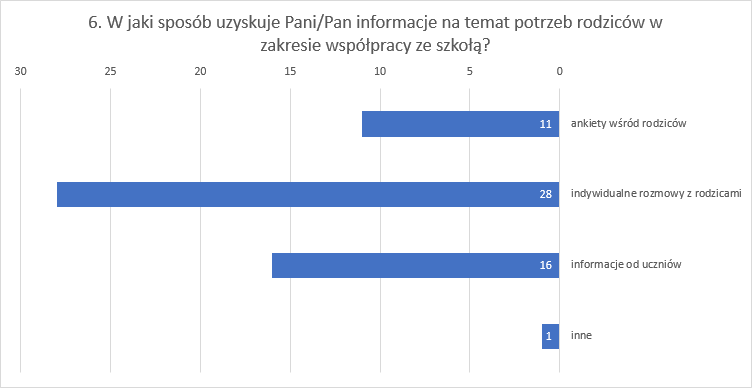 6. W jaki sposób uzyskuje Pani/Pan informacje na temat potrzeb rodziców w
zakresie współpracy ze szkołą?
30 25 20 15 10 5 0
11 ankiety wśród rodziców
28 indywidualne rozmowy z rodzicami
16 informacje od uczniów
1 inne